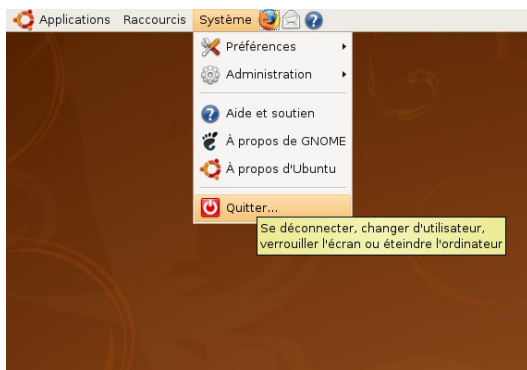 Applications Raccourcis Système
Préférences
Administration
Aide et soutien
À propos de GNOME
À propos d'Ubuntu
Quitter...
Se déconnecter, changer d'utilisateur,
verrouiller l'écran ou éteindre l'ordinateur